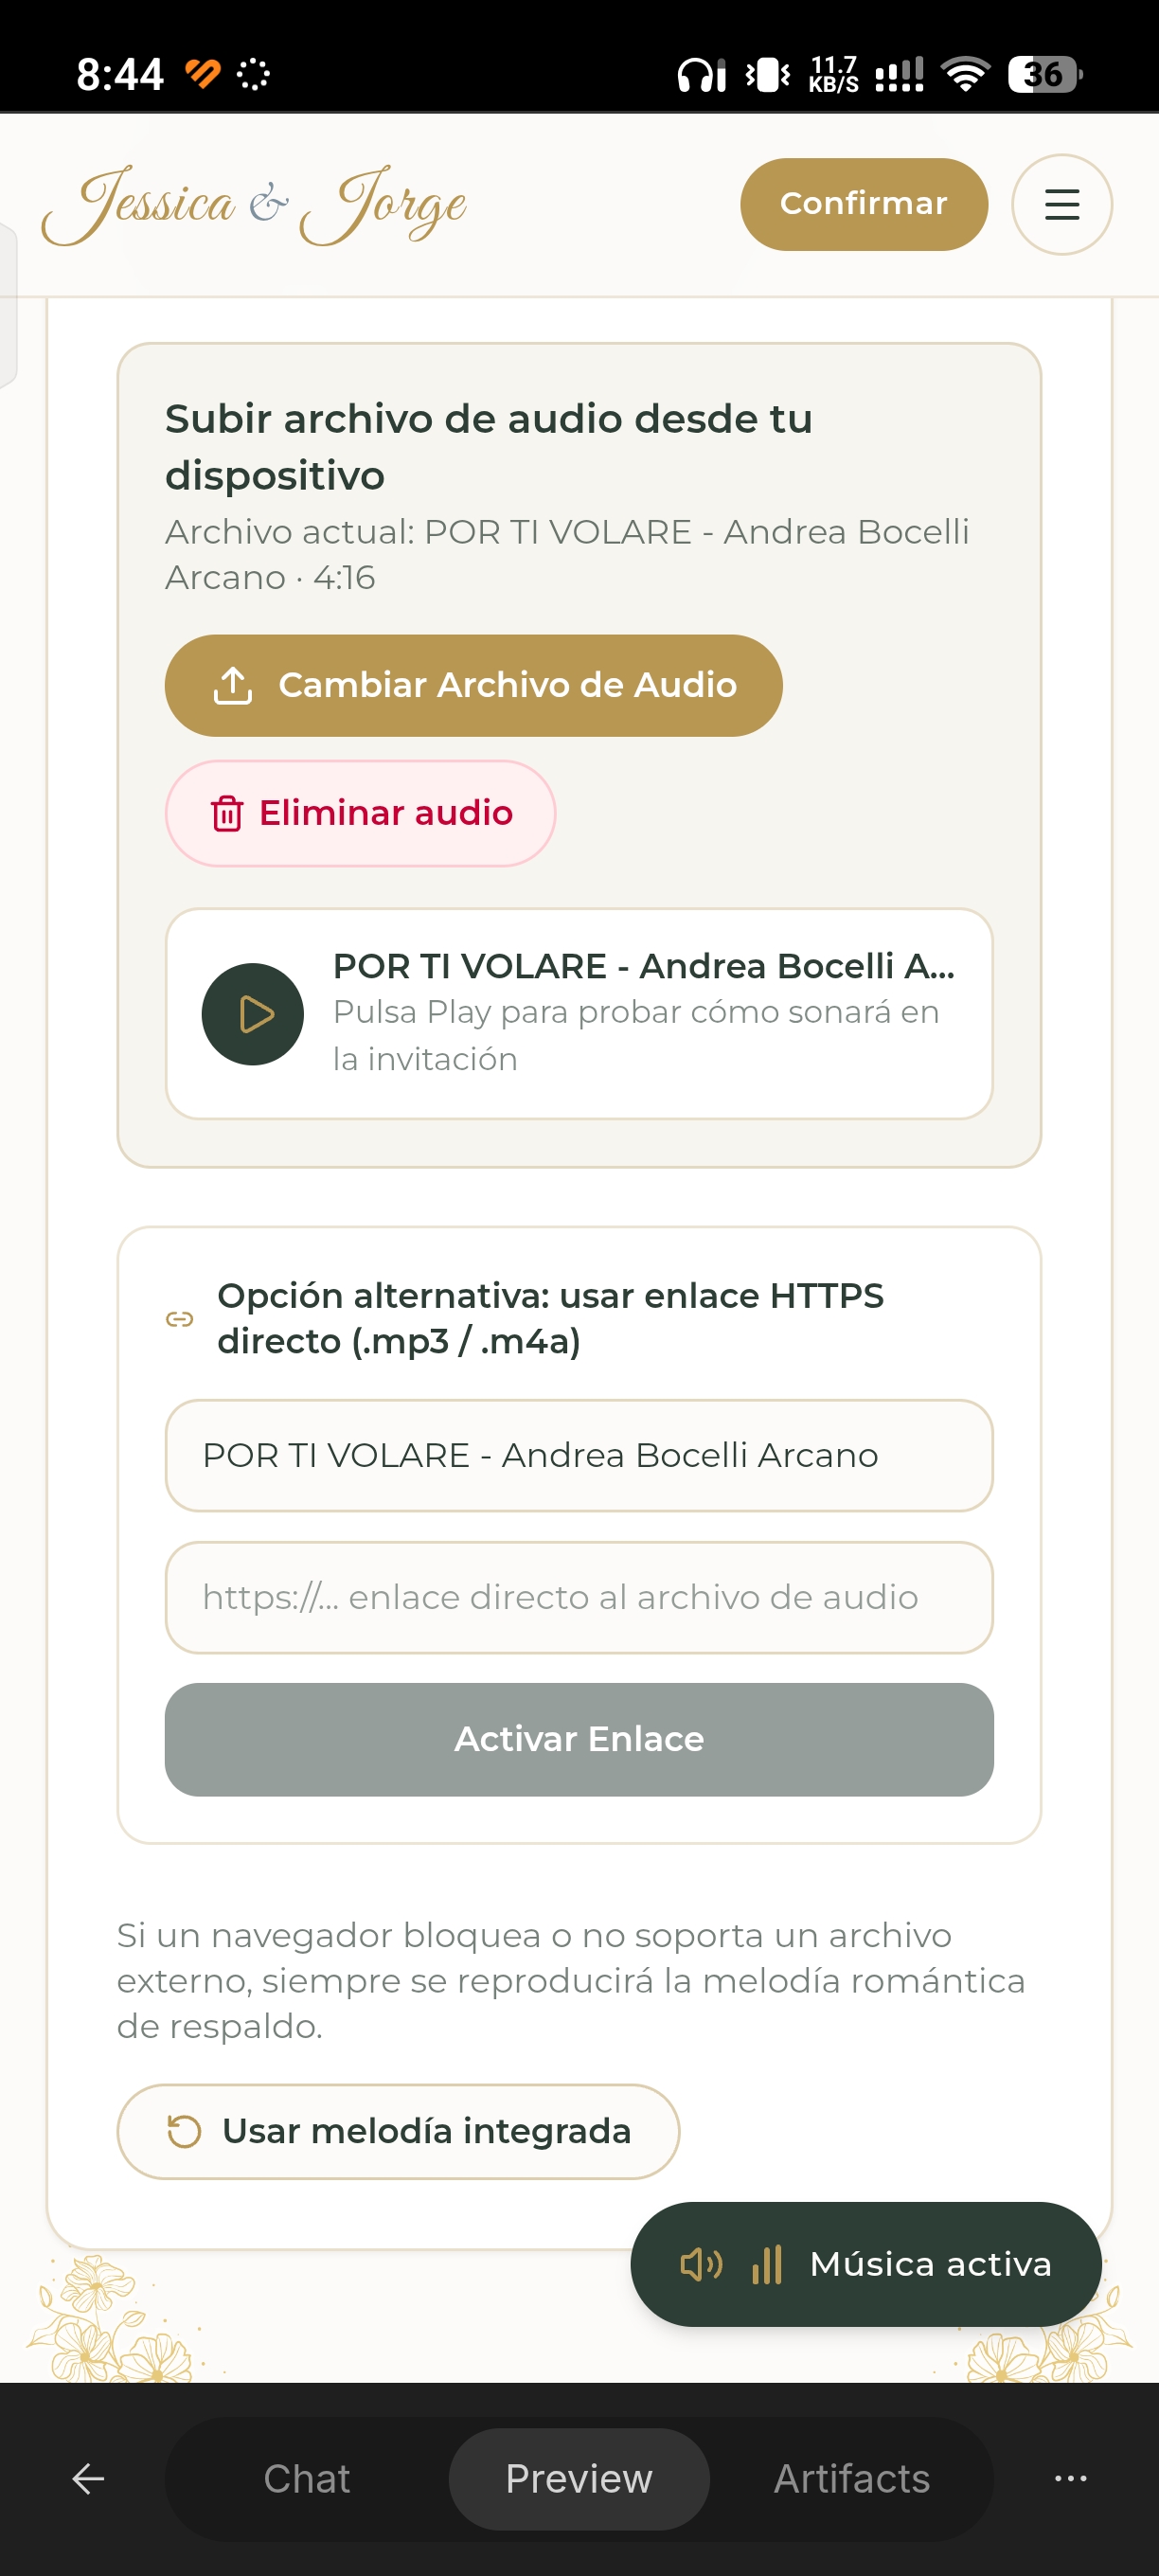 8:44
11.7
KB/S
36
Jessica & Jorge
Confirmar
Subir archivo de audio desde tu
dispositivo
Archivo actual: POR TI VOLARE - Andrea Bocelli
Arcano · 4:16
Cambiar Archivo de Audio
Eliminar audio
POR TI VOLARE - Andrea Bocelli A...
Pulsa Play para probar cómo sonará en
la invitación
Opción alternativa: usar enlace HTTPS
directo (.mp3 / .m4a)
POR TI VOLARE - Andrea Bocelli Arcano
https://... enlace directo al archivo de audio
Activar Enlace
Si un navegador bloquea o no soporta un archivo
externo, siempre se reproducirá la melodía romántica
de respaldo.
Usar melodía integrada
Música activa
Chat
Preview
Artifacts